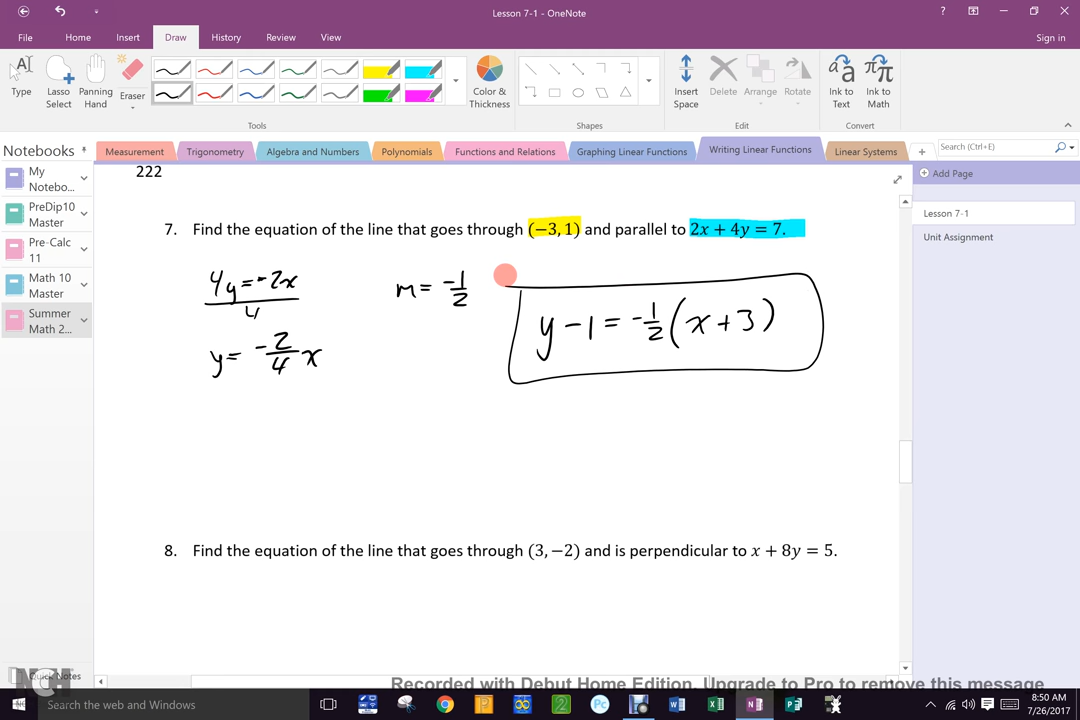 Lesson 7-1 - OneNote
?
File Home Insert Draw History Review View
Sign in
Type
Lasso Select
Panning Hand
Eraser
Color & Thickness
Insert Space
Delete
Arrange
Rotate
Ink to Text
Ink to Math
Tools
Shapes
Edit
Convert
Notebooks
Measurement Trigonometry Algebra and Numbers Polynomials Functions and Relations Graphing Linear Functions Writing Linear Functions Linear Systems
Search (Ctrl+E)
My Notebo...
PreDip10 Master
Pre-Calc 11
Math 10 Master
Summer Math 2...
Add Page
Lesson 7-1
Unit Assignment
222
7. Find the equation of the line that goes through (−3, 1) and parallel to 2x + 4y = 7.
4y = -2x
4
y = -2/4 x
m = -1/2
y - 1 = -1/2 (x + 3)
8. Find the equation of the line that goes through (3, −2) and is perpendicular to x + 8y = 5.
Quick Notes
NCH
Recorded with Debut Home Edition. Upgrade to Pro to remove this message
Search the web and Windows
8:50 AM
7/26/2017